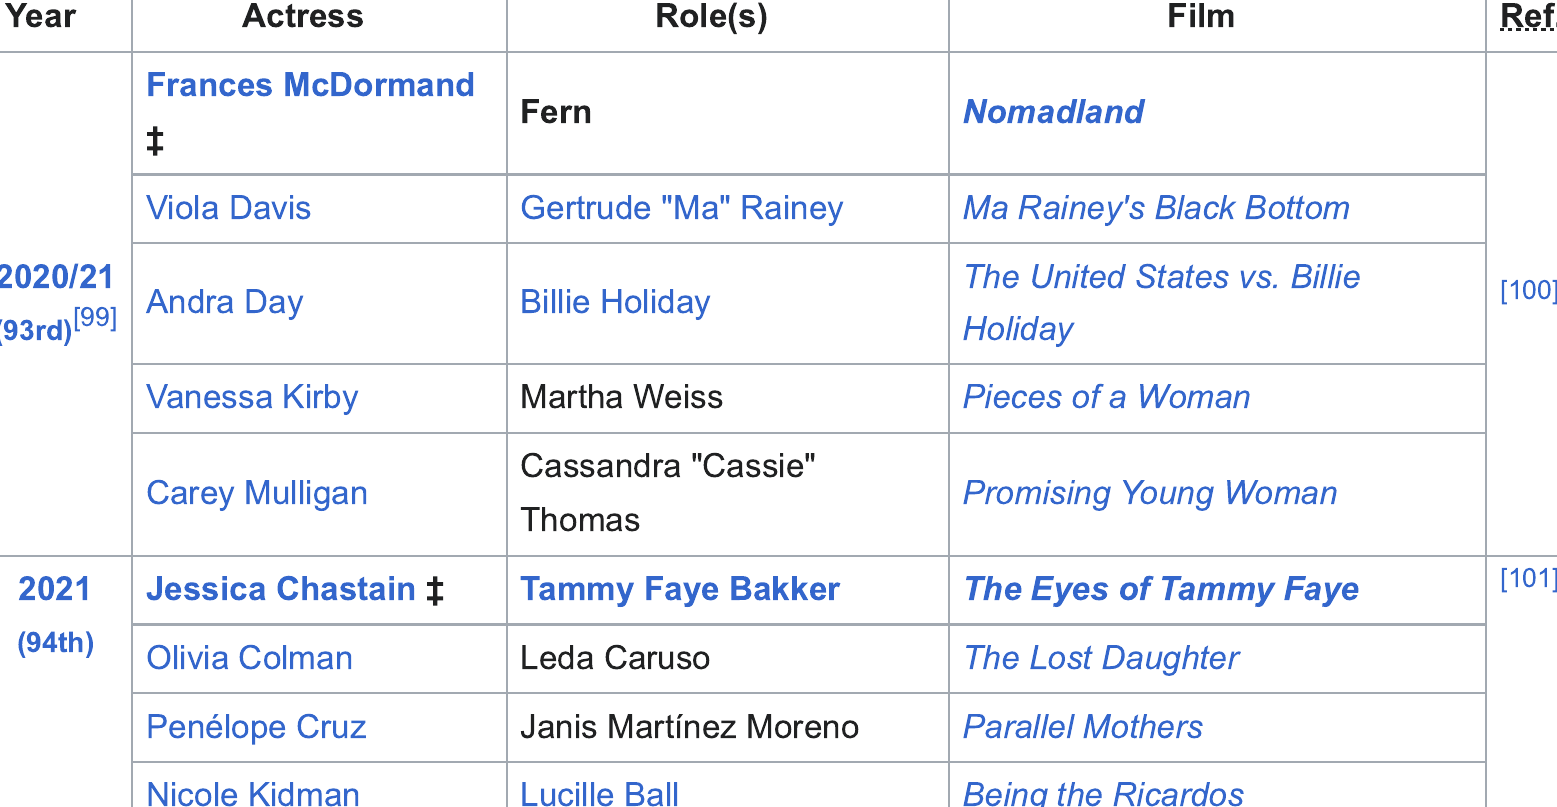 Year Actress Role(s) Film Ref.
Frances McDormand
‡
Fern
Nomadland
Viola Davis Gertrude "Ma" Rainey Ma Rainey's Black Bottom
2020/21
(93rd)[99]
Andra Day Billie Holiday The United States vs. Billie
Holiday
[100]
Vanessa Kirby Martha Weiss Pieces of a Woman
Carey Mulligan
Cassandra "Cassie"
Thomas
Promising Young Woman
2021
(94th)
Jessica Chastain ‡ Tammy Faye Bakker The Eyes of Tammy Faye [101]
Olivia Colman Leda Caruso The Lost Daughter
Penélope Cruz Janis Martínez Moreno Parallel Mothers
Nicole Kidman Lucille Ball Being the Ricardos